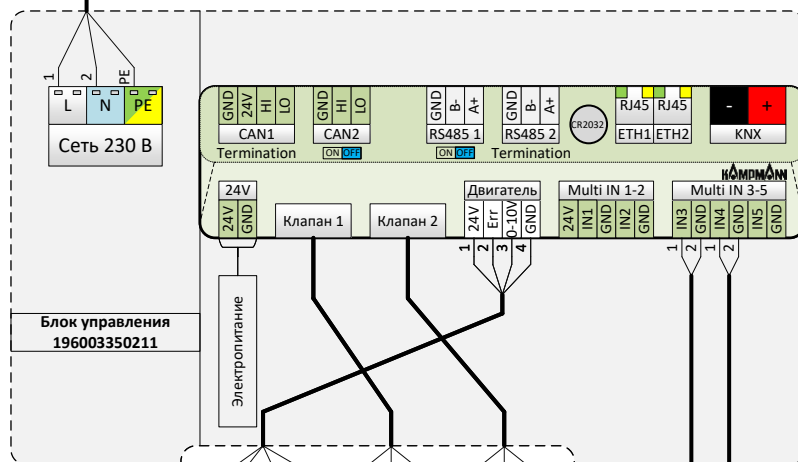 1
2
PE
L
N
PE
Сеть 230 В
GND
24V
HI
LO
CAN1
Termination
GND
HI
LO
CAN2
ON OFF
GND
B-
A+
RS485 1
ON OFF
GND
B-
A+
RS485 2
Termination
CR2032
RJ45 RJ45
ETH1 ETH2
- +
KNX
KAMPMANN
24V
24V
GND
Клапан 1
Клапан 2
Двигатель
24V
Err
0-10V
GND
1
2
3
4
Multi IN 1-2
24V
IN1
GND
IN2
GND
Multi IN 3-5
IN3
GND
IN4
GND
IN5
GND
1
2
1
2
Электропитание
Блок управления
196003350211